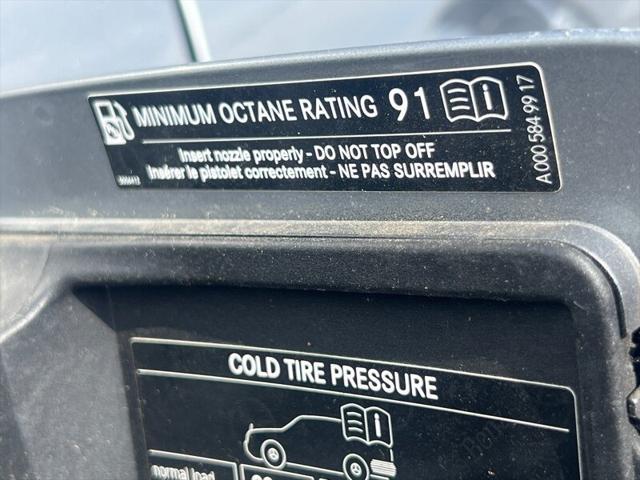 MINIMUM OCTANE RATING 91
Insert nozzle properly - DO NOT TOP OFF
Insérer le pistolet correctement - NE PAS SURREMPLIR
A 000 584 99 17
COLD TIRE PRESSURE
normal load